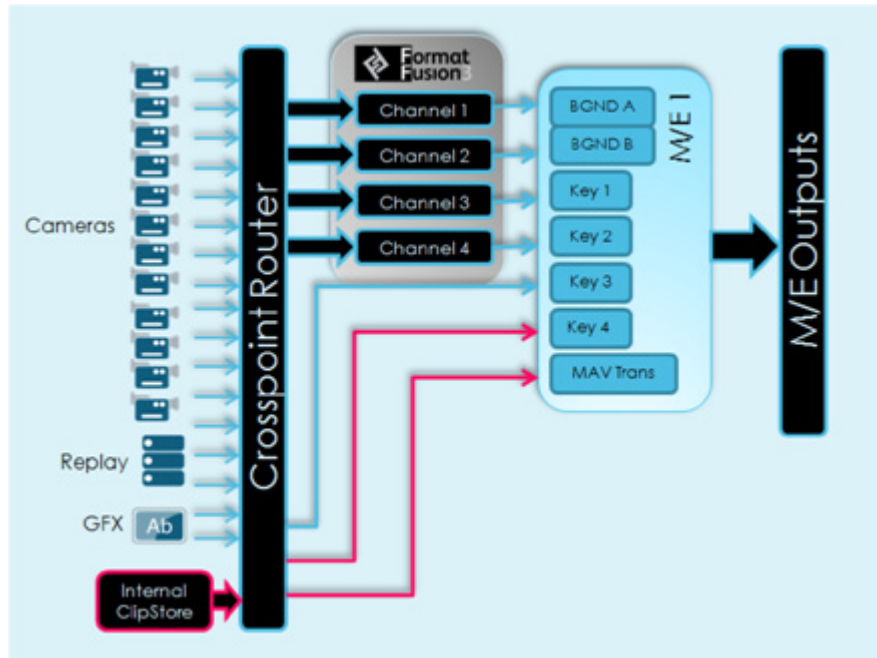 Format
Fusion3
Cameras
Replay
GFX
Ab
Internal
ClipStore
Crosspoint Router
Channel 1
Channel 2
Channel 3
Channel 4
M/E 1
BGND A
BGND B
Key 1
Key 2
Key 3
Key 4
MAV Trans
M/E Outputs